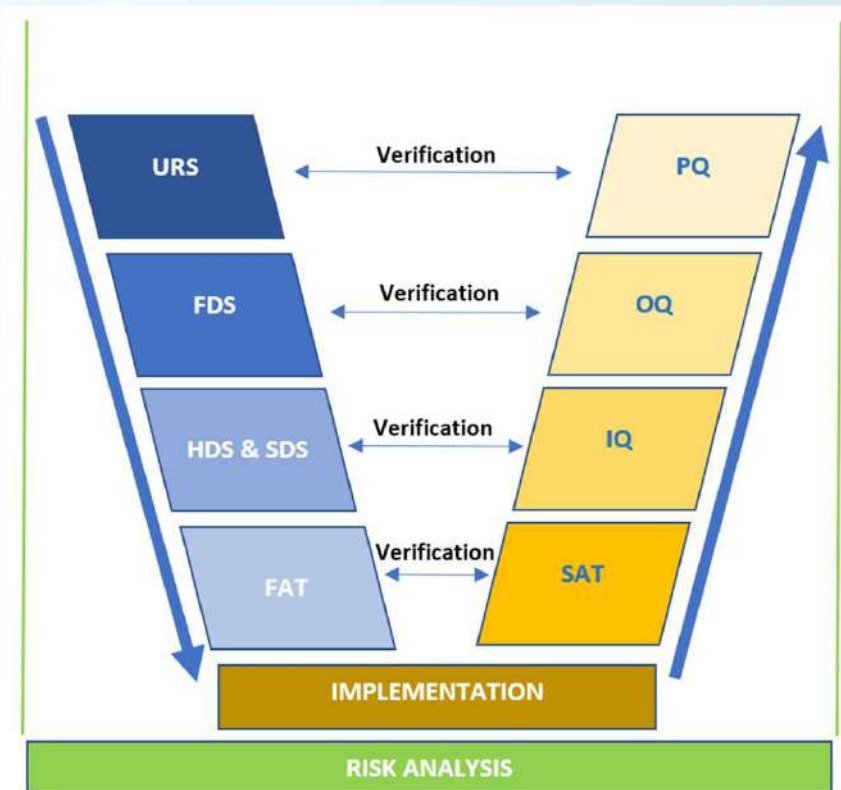 URS
Verification
PQ
FDS
Verification
OQ
HDS & SDS
Verification
IQ
FAT
Verification
SAT
IMPLEMENTATION
RISK ANALYSIS